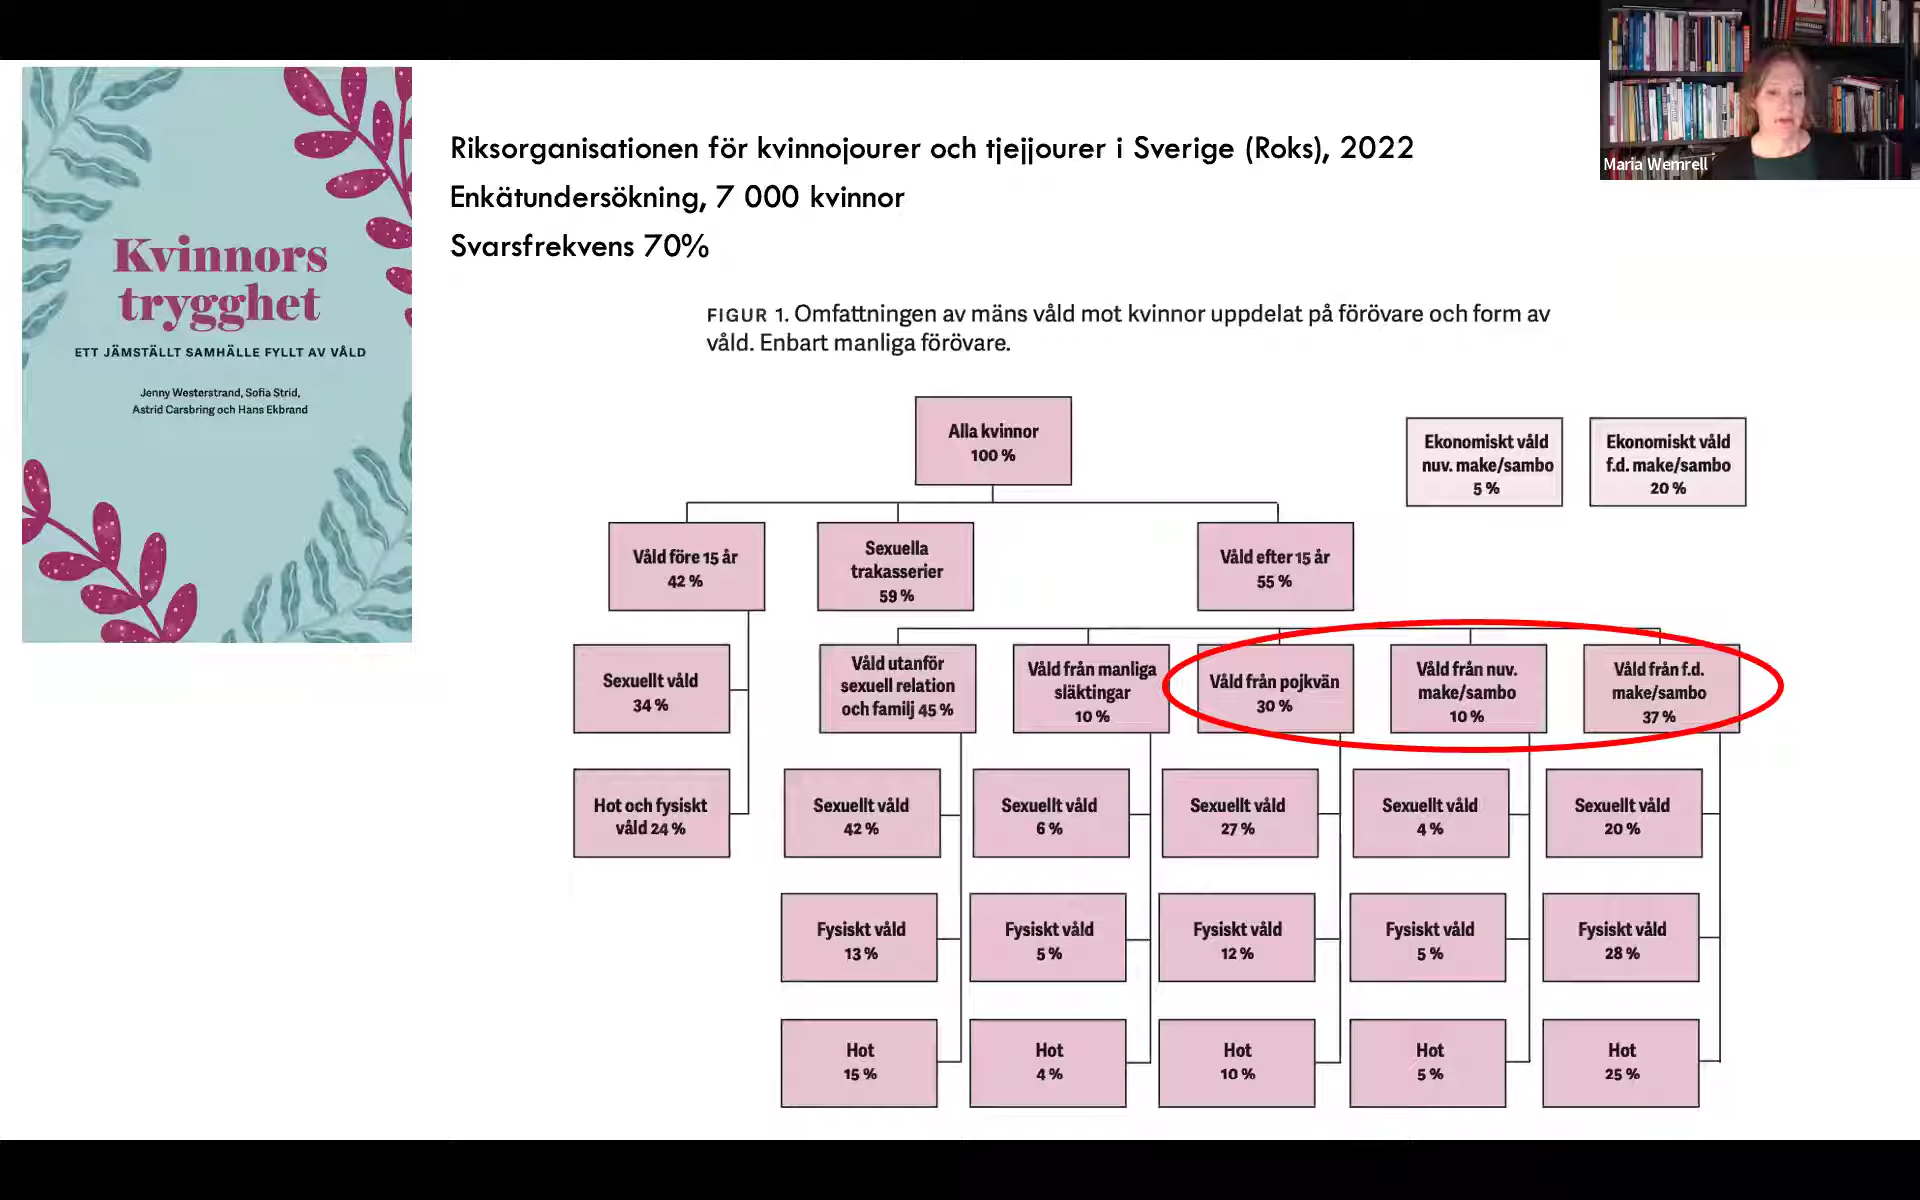 Maria Wemrell
Kvinnors
trygghet
ETT JÄMSTÄLLT SAMHÄLLE FYLLT AV VÅLD
Jenny Westerstrand, Sofia Strid,
Astrid Carsbring och Hans Ekbrand
Riksorganisationen för kvinnojourer och tjejjourer i Sverige (Roks), 2022
Enkätundersökning, 7 000 kvinnor
Svarsfrekvens 70%
FIGUR 1. Omfattningen av mäns våld mot kvinnor uppdelat på förövare och form av
våld. Enbart manliga förövare.
Alla kvinnor
100 %
Ekonomiskt våld
nuv. make/sambo
5 %
Ekonomiskt våld
f.d. make/sambo
20 %
Våld före 15 år
42 %
Sexuella
trakasserier
59 %
Våld efter 15 år
55 %
Sexuellt våld
34 %
Våld utanför
sexuell relation
och familj 45 %
Våld från manliga
släktingar
10 %
Våld från pojkvän
30 %
Våld från nuv.
make/sambo
10 %
Våld från f.d.
make/sambo
37 %
Hot och fysiskt
våld 24 %
Sexuellt våld
42 %
Sexuellt våld
6 %
Sexuellt våld
27 %
Sexuellt våld
4 %
Sexuellt våld
20 %
Fysiskt våld
13 %
Fysiskt våld
5 %
Fysiskt våld
12 %
Fysiskt våld
5 %
Fysiskt våld
28 %
Hot
15 %
Hot
4 %
Hot
10 %
Hot
5 %
Hot
25 %